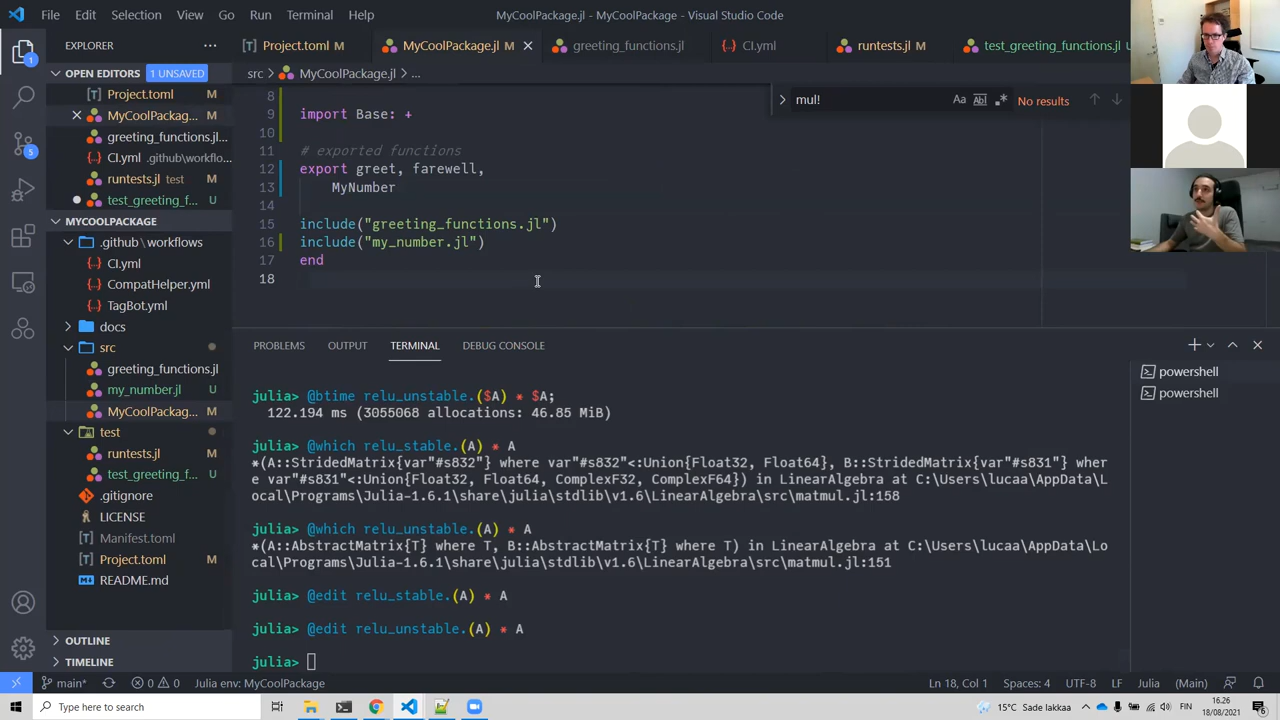 File Edit Selection View Go Run Terminal Help
MyCoolPackage.jl - MyCoolPackage - Visual Studio Code
EXPLORER
OPEN EDITORS 1 UNSAVED
Project.toml M
MyCoolPackag... M
greeting_functions.jl...
CI.yml .github\workflo...
runtests.jl test M
test_greeting_f... U
MYCOOLPACKAGE
.github\workflows
CI.yml
CompatHelper.yml
TagBot.yml
docs
src
greeting_functions.jl
my_number.jl U
MyCoolPackag... M
test
runtests.jl M
test_greeting_f... U
.gitignore
LICENSE
Manifest.toml
Project.toml M
README.md
OUTLINE
TIMELINE
1
5
Project.toml M MyCoolPackage.jl M greeting_functions.jl CI.yml runtests.jl M test_greeting_functions.jl U
src > MyCoolPackage.jl > ...
mul! Aa Abl No results
8
9 import Base: +
10
11 # exported functions
12 export greet, farewell,
13 MyNumber
14
15 include("greeting_functions.jl")
16 include("my_number.jl")
17 end
18
PROBLEMS OUTPUT TERMINAL DEBUG CONSOLE
powershell
powershell
julia> @btime relu_unstable.($A) * $A;
122.194 ms (3055068 allocations: 46.85 MiB)
julia> @which relu_stable.(A) * A
*(A::StridedMatrix{var"#s832"} where var"#s832"<:Union{Float32, Float64}, B::StridedMatrix{var"#s831"} wher
e var"#s831"<:Union{Float32, Float64, ComplexF32, ComplexF64}) in LinearAlgebra at C:\Users\lucaa\AppData\L
ocal\Programs\Julia-1.6.1\share\julia\stdlib\v1.6\LinearAlgebra\src\matmul.jl:158
julia> @which relu_unstable.(A) * A
*(A::AbstractMatrix{T} where T, B::AbstractMatrix{T} where T) in LinearAlgebra at C:\Users\lucaa\AppData\Lo
cal\Programs\Julia-1.6.1\share\julia\stdlib\v1.6\LinearAlgebra\src\matmul.jl:151
julia> @edit relu_stable.(A) * A
julia> @edit relu_unstable.(A) * A
julia>
main* 0 0 Julia env: MyCoolPackage Ln 18, Col 1 Spaces: 4 UTF-8 LF Julia (Main)
Type here to search
15°C Sade lakkaa FIN 16.26
18/08/2021 6